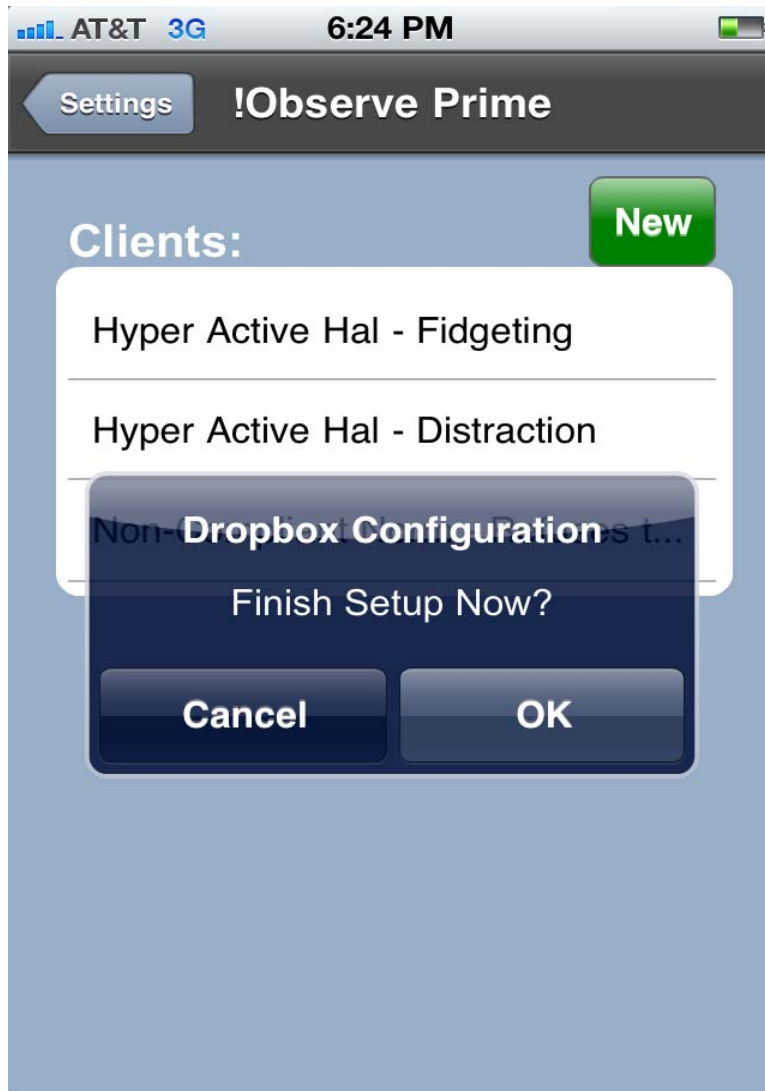 AT&T 3G 6:24 PM
Settings !Observe Prime
New
Clients:
Hyper Active Hal - Fidgeting
Hyper Active Hal - Distraction
Dropbox Configuration
Finish Setup Now?
Cancel OK